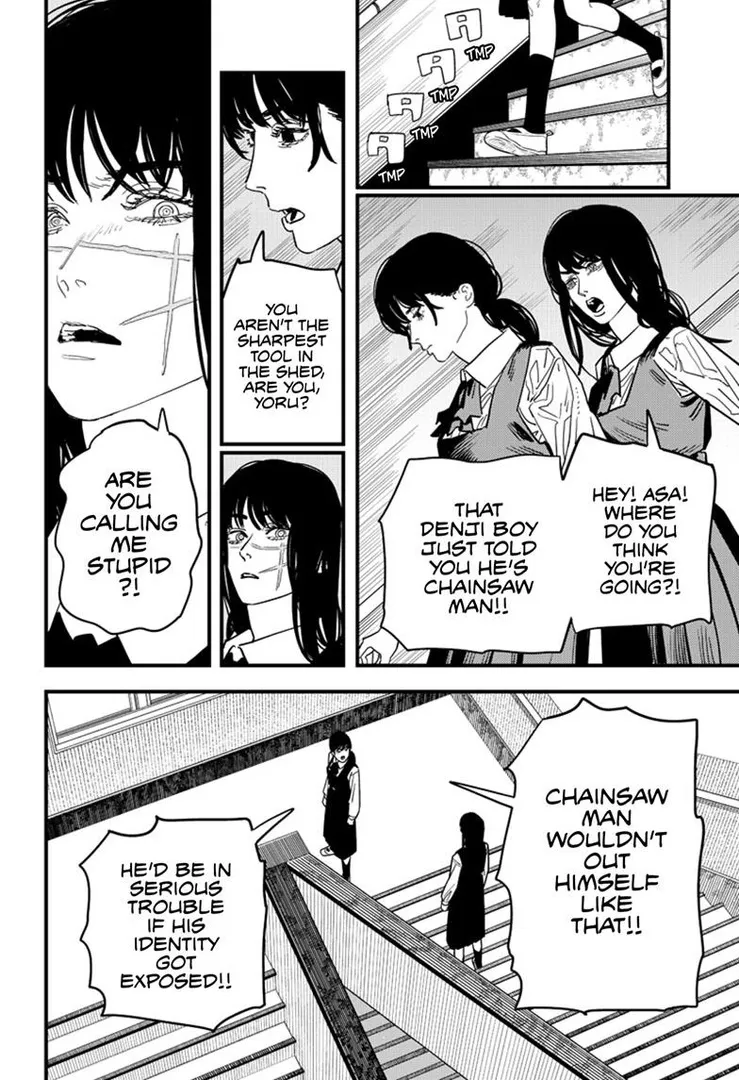 TMP
TMP
TMP
TMP
HEY! ASA!
WHERE
DO YOU
THINK
YOU'RE
GOING?!
THAT
DENJI BOY
JUST TOLD
YOU HE'S
CHAINSAW
MAN!!
YOU
AREN'T THE
SHARPEST
TOOL IN
THE SHED,
ARE YOU,
YORU?
ARE
YOU
CALLING
ME
STUPID
?!
CHAINSAW
MAN
WOULDN'T
OUT
HIMSELF
LIKE
THAT!!
HE'D BE IN
SERIOUS
TROUBLE
IF HIS
IDENTITY
GOT
EXPOSED!!